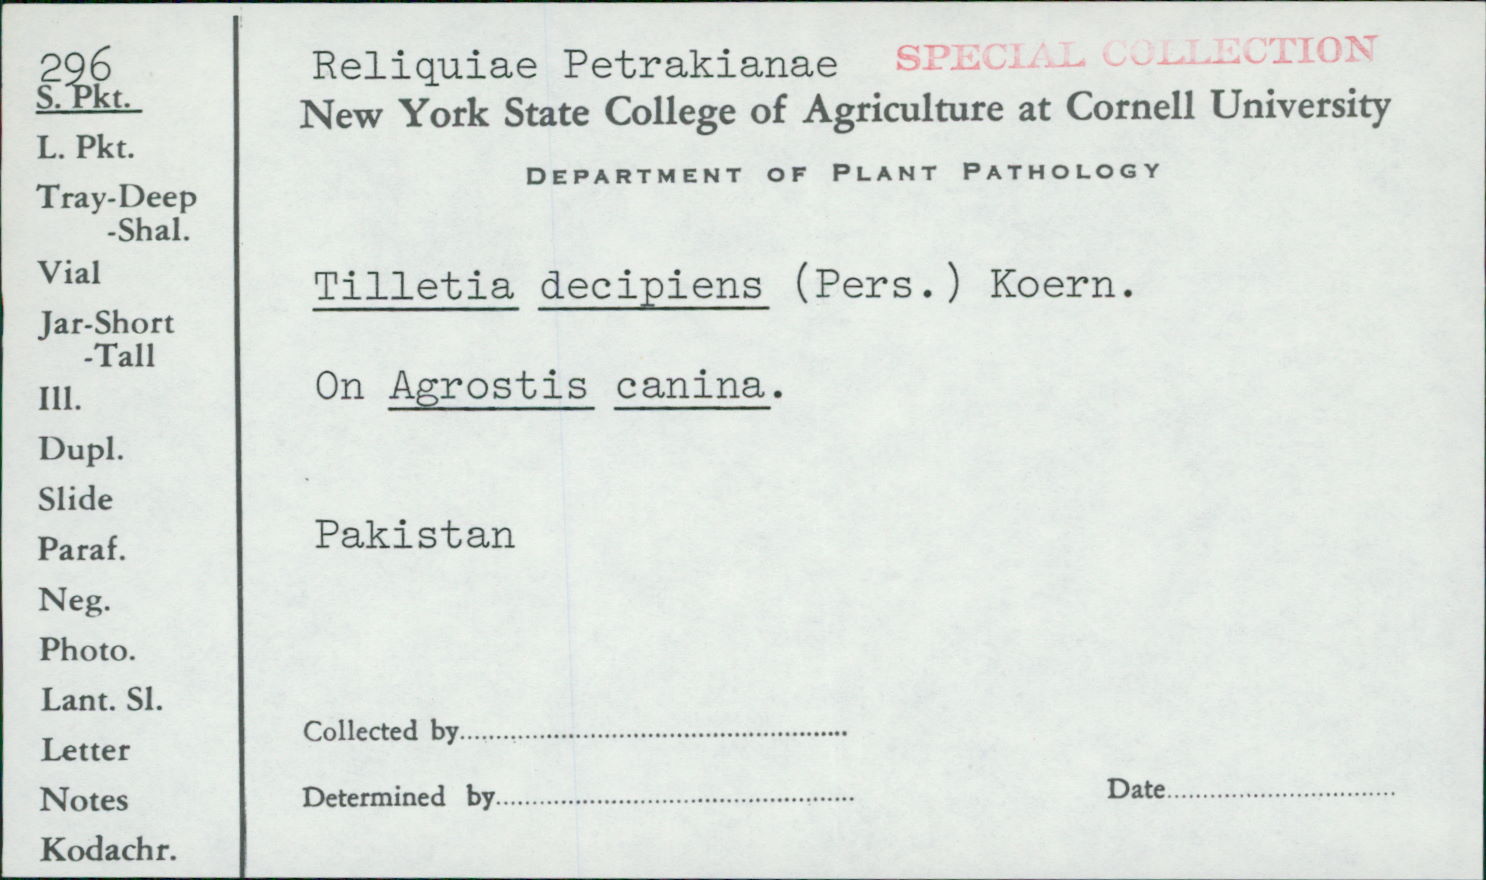 296
S. Pkt.
L. Pkt.
Tray-Deep
-Shal.
Vial
Jar-Short
-Tall
Ill.
Dupl.
Slide
Paraf.
Neg.
Photo.
Lant. Sl.
Letter
Notes
Kodachr.
Reliquiae Petrakianae SPECIAL COLLECTION
New York State College of Agriculture at Cornell University
DEPARTMENT OF PLANT PATHOLOGY
Tilletia decipiens (Pers.) Koern.
On Agrostis canina.
Pakistan
Collected by
Determined by
Date